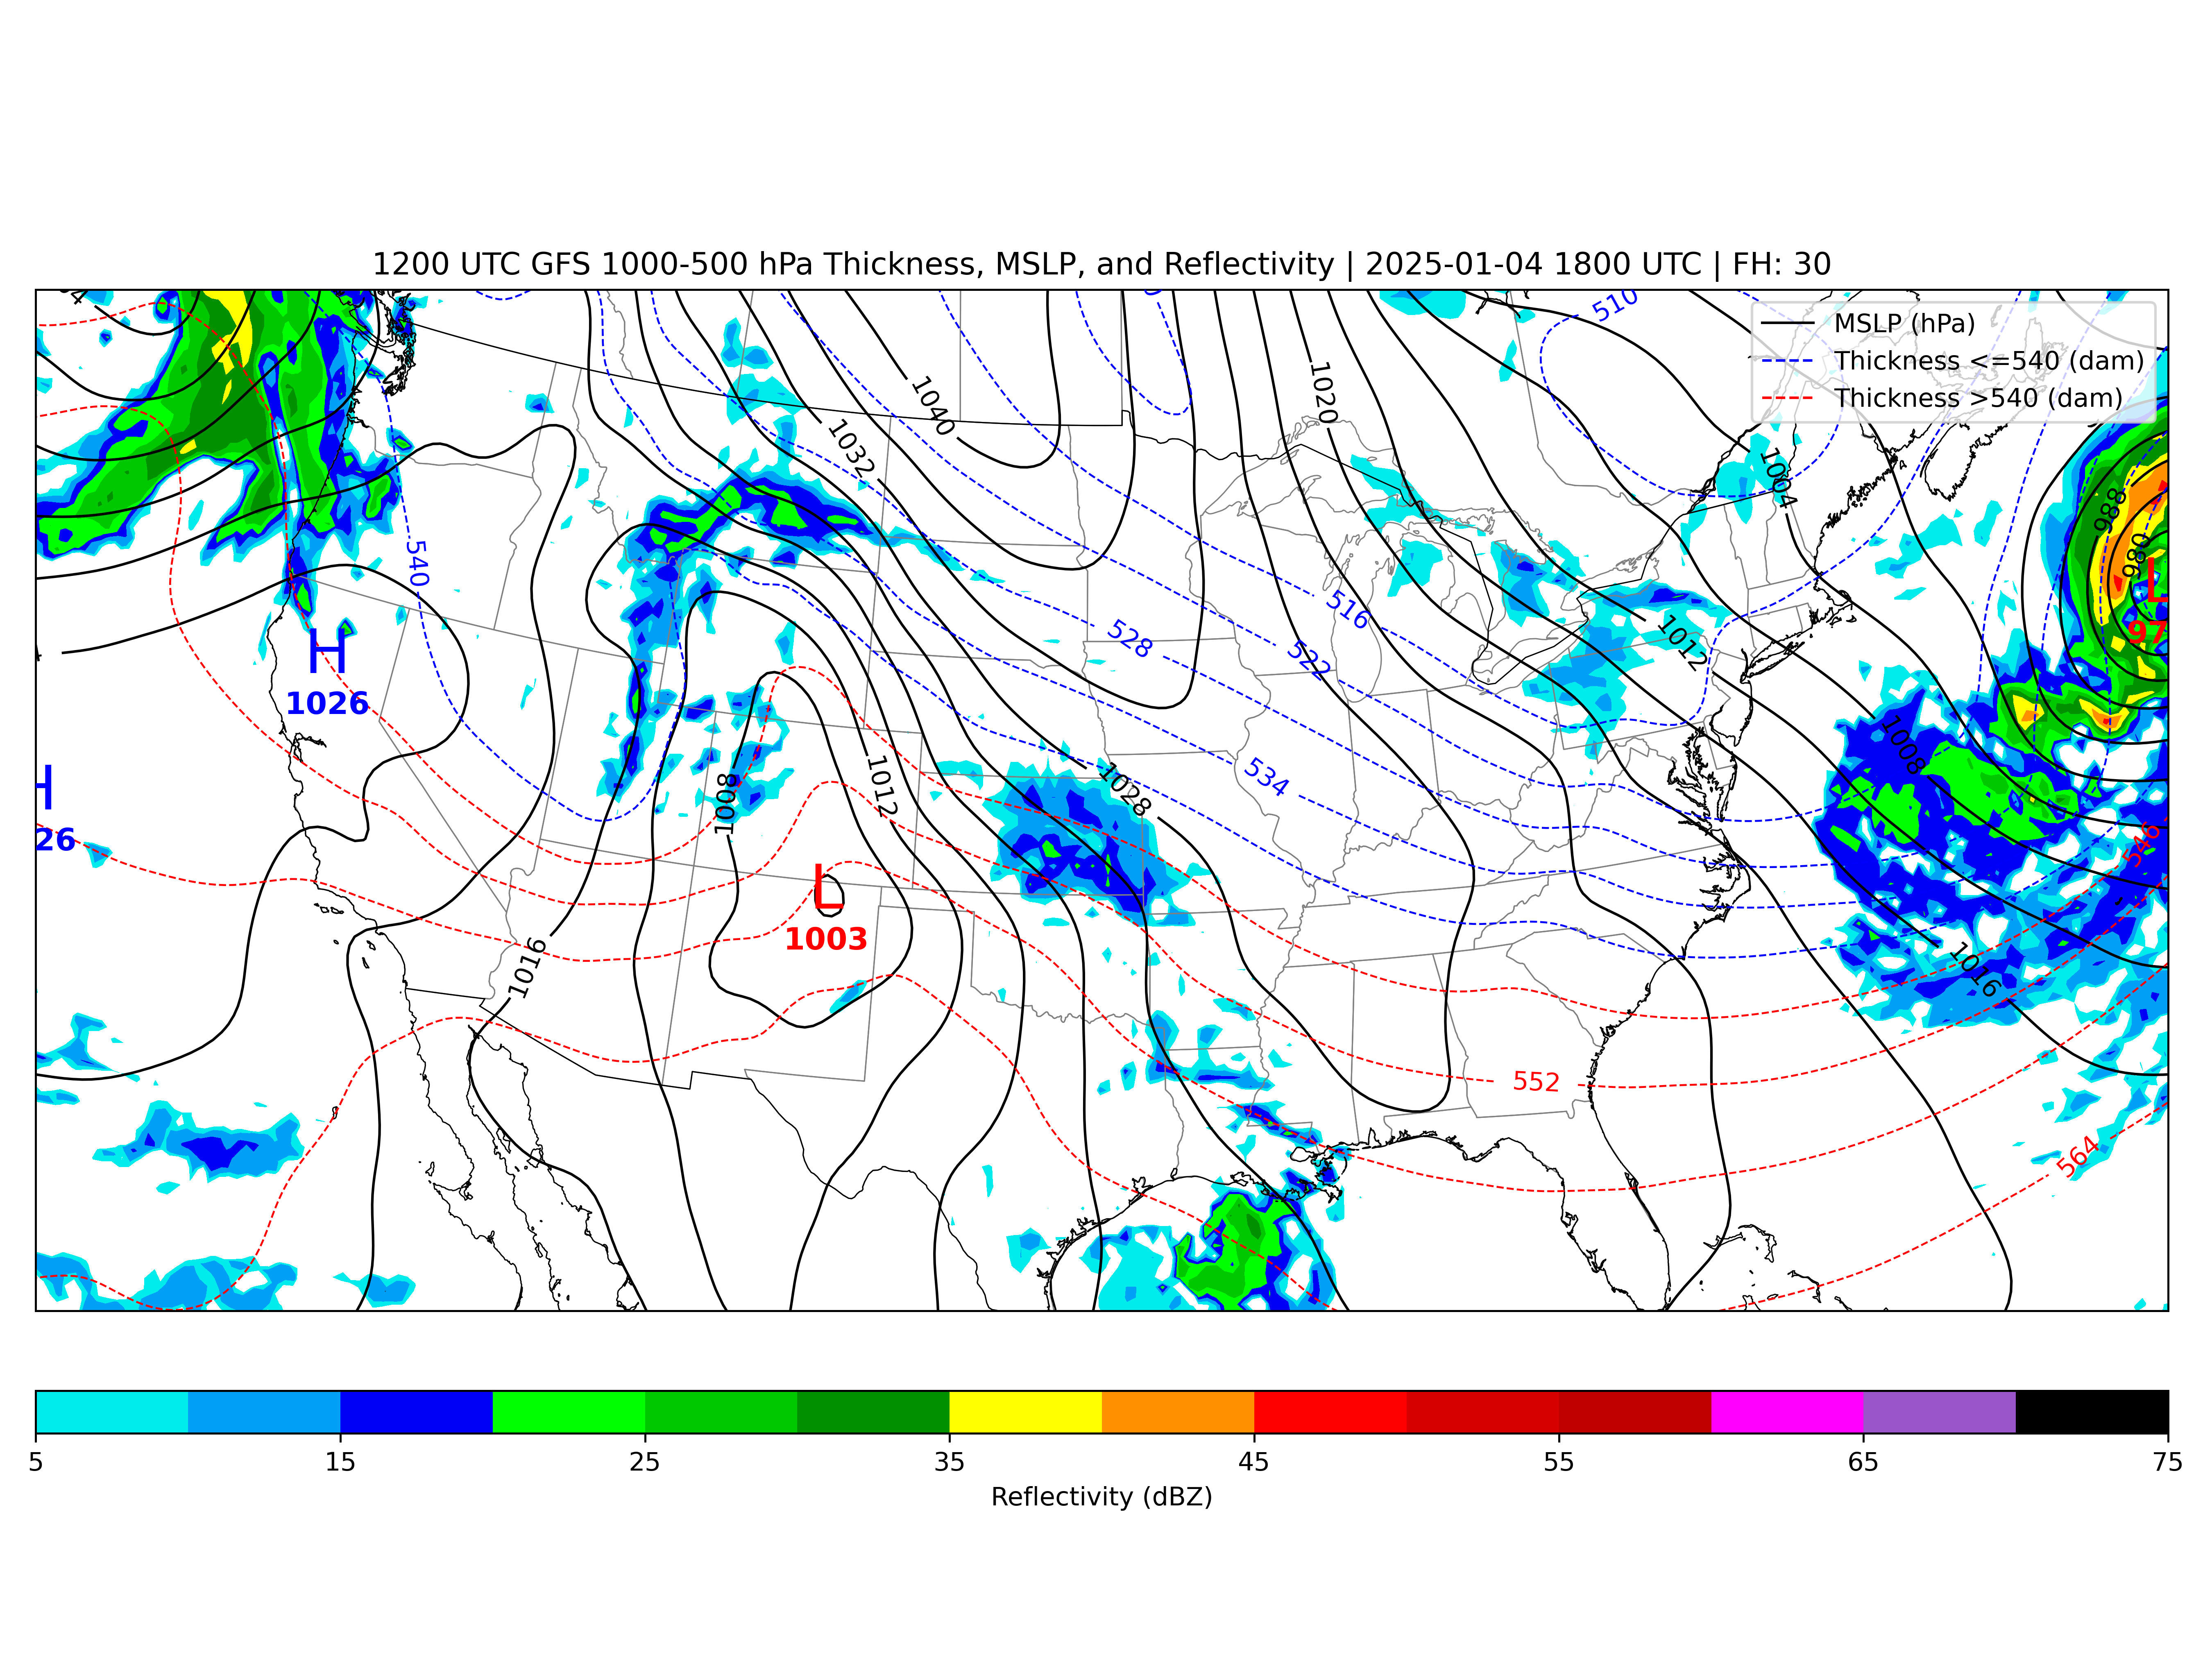 1200 UTC GFS 1000-500 hPa Thickness, MSLP, and Reflectivity | 2025-01-04 1800 UTC | FH: 30
MSLP (hPa)
Thickness <=540 (dam)
Thickness >540 (dam)
510
1040
1020
1032
1004
988
980
540
516
528
522
1012
L
97
H
1026
1008
534
1028
1012
1008
H
26
546
L
1003
1016
1016
552
564
5 15 25 35 45 55 65 75
Reflectivity (dBZ)